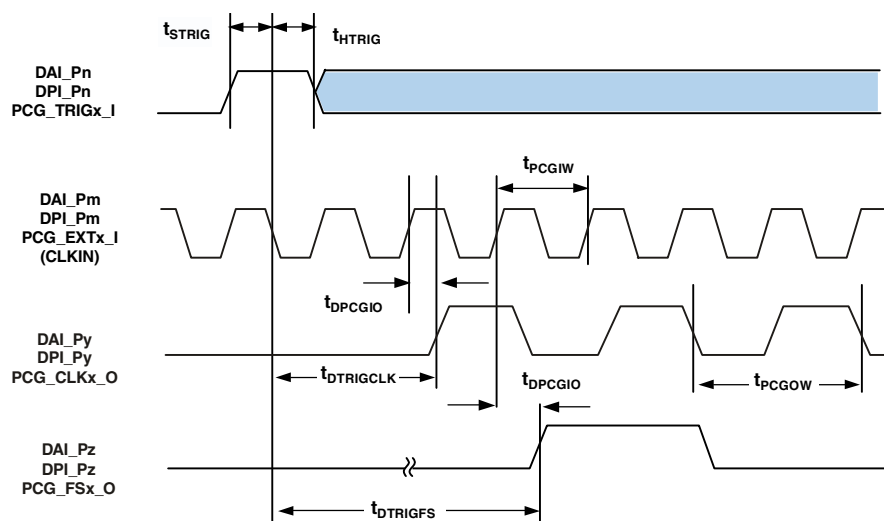 tSTRIG
tHTRIG
DAI_Pn
DPI_Pn
PCG_TRIGx_I
tPCGIW
DAI_Pm
DPI_Pm
PCG_EXTx_I
(CLKIN)
tDPCGIO
DAI_Py
DPI_Py
PCG_CLKx_O
tDTRIGCLK
tDPCGIO
tPCGOW
DAI_Pz
DPI_Pz
PCG_FSx_O
tDTRIGFS